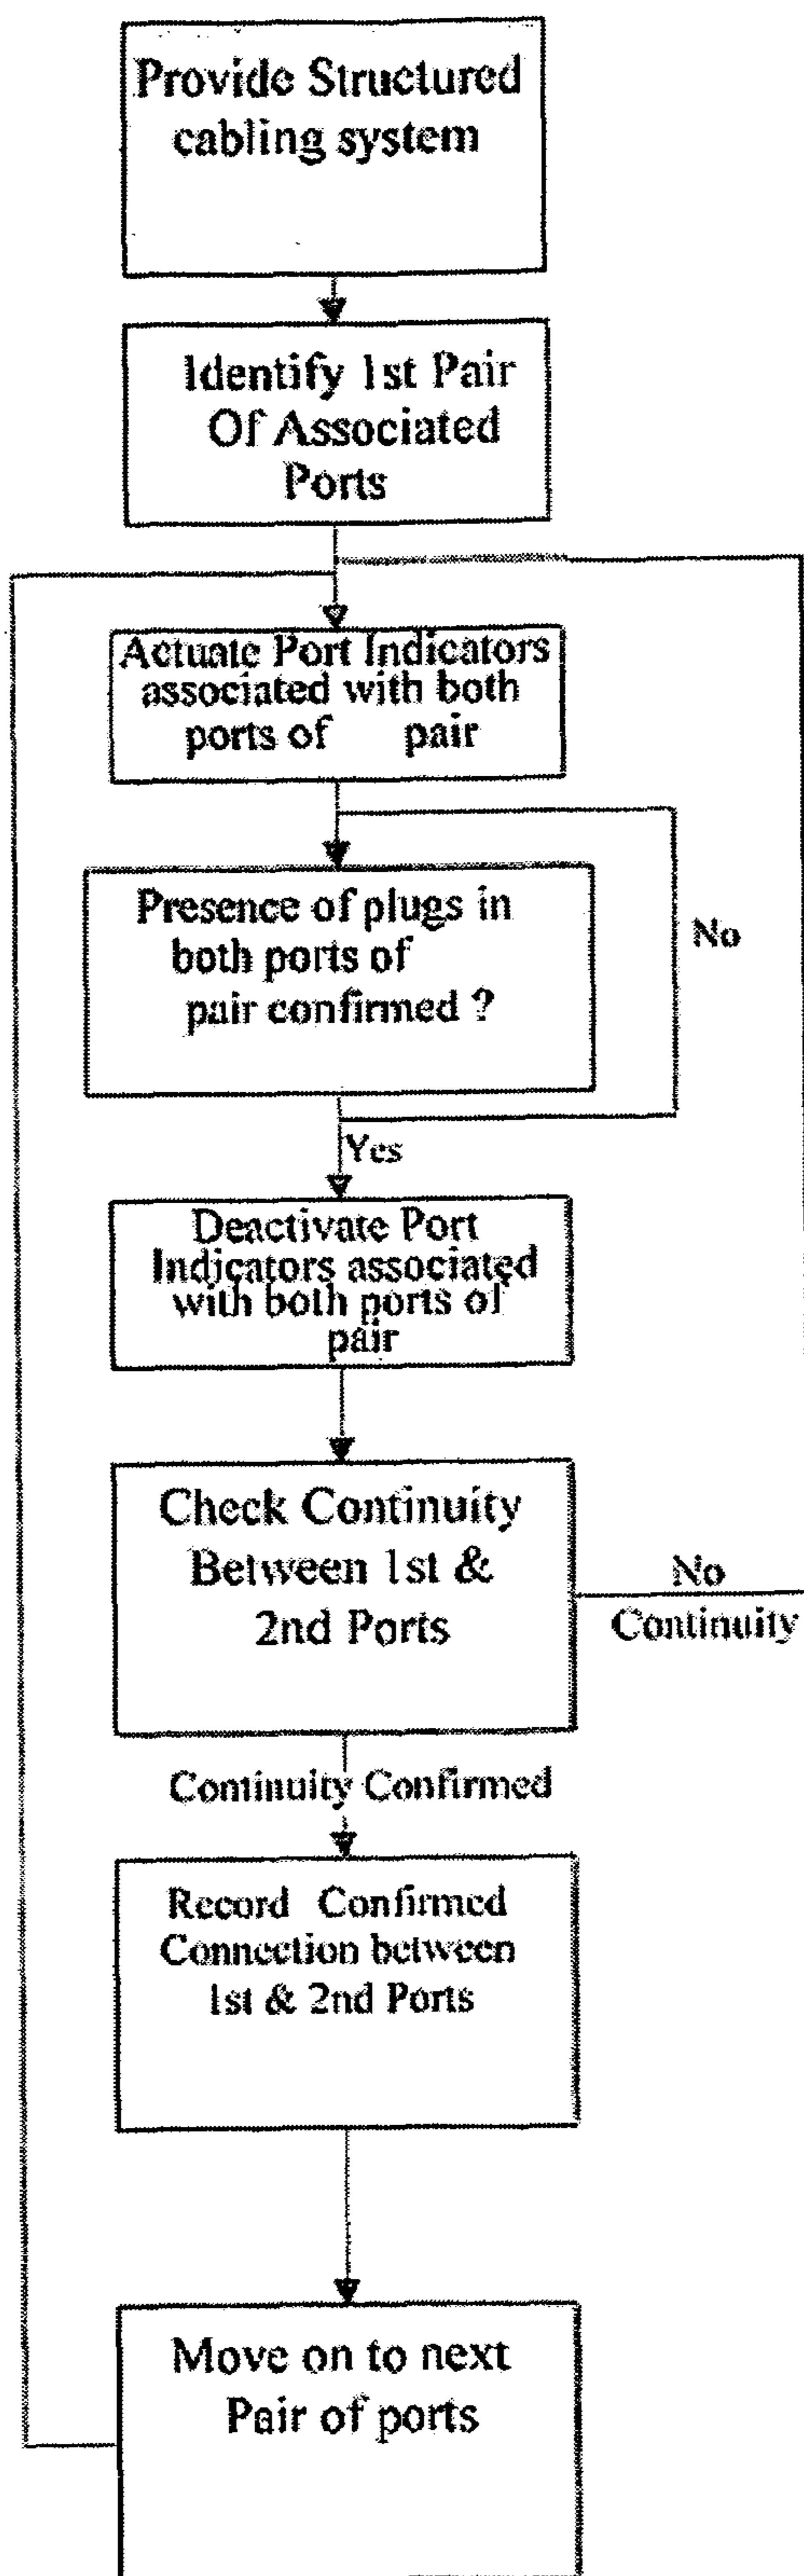 Provide Structured
cabling system
Identify 1st Pair
Of Associated
Ports
Actuate Port Indicators
associated with both
ports of pair
Presence of plugs in
both ports of
pair confirmed ?
No
Yes
Deactivate Port
Indicators associated
with both ports of
pair
Check Continuity
Between 1st &
2nd Ports
No
Continuity
Continuity Confirmed
Record Confirmed
Connection between
1st & 2nd Ports
Move on to next
Pair of ports